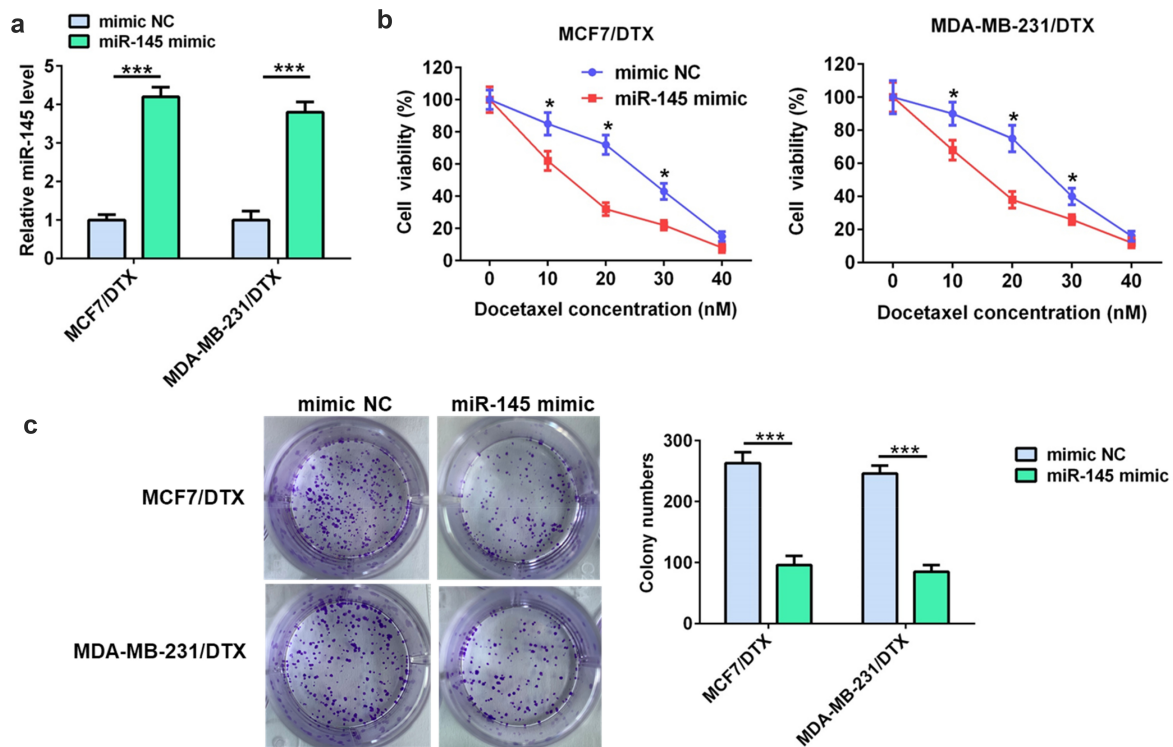 a
mimic NC
miR-145 mimic
Relative miR-145 level
5
4
3
2
1
0
***
***
MCF7/DTX
MDA-MB-231/DTX
b
MCF7/DTX
mimic NC
miR-145 mimic
Cell viability (%)
120
100
80
60
40
20
0
*
*
*
0 10 20 30 40
Docetaxel concentration (nM)
MDA-MB-231/DTX
Cell viability (%)
120
100
80
60
40
20
0
*
*
*
0 10 20 30 40
Docetaxel concentration (nM)
c
mimic NC miR-145 mimic
MCF7/DTX
MDA-MB-231/DTX
Colony numbers
300
200
100
0
***
***
MCF7/DTX
MDA-MB-231/DTX
mimic NC
miR-145 mimic